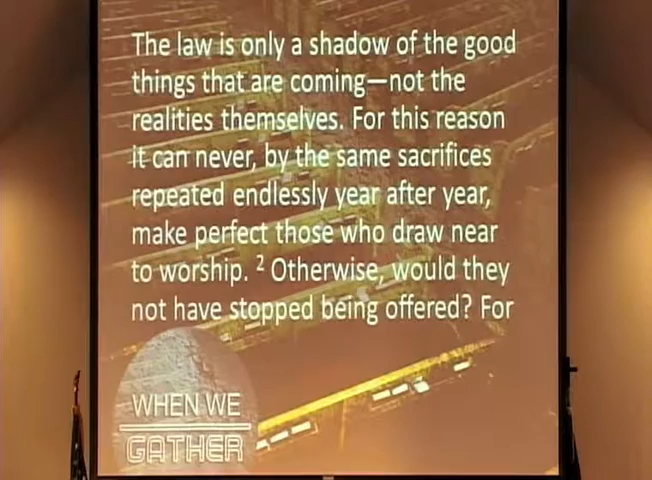 The law is only a shadow of the good
things that are coming—not the
realities themselves. For this reason
it can never, by the same sacrifices
repeated endlessly year after year,
make perfect those who draw near
to worship. ² Otherwise, would they
not have stopped being offered? For
WHEN WE
GATHER